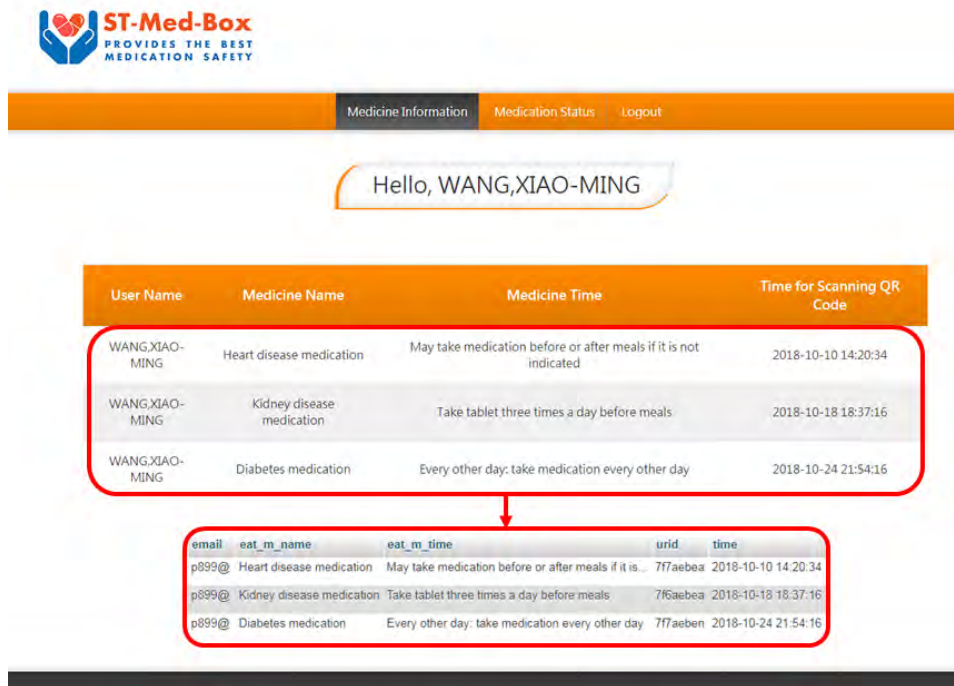 ST-Med-Box
PROVIDES THE BEST
MEDICATION SAFETY
Medicine Information Medication Status Logout
Hello, WANG,XIAO-MING
User Name Medicine Name Medicine Time Time for Scanning QR Code
WANG,XIAO-MING Heart disease medication May take medication before or after meals if it is not indicated 2018-10-10 14:20:34
WANG,XIAO-MING Kidney disease medication Take tablet three times a day before meals 2018-10-18 18:37:16
WANG,XIAO-MING Diabetes medication Every other day: take medication every other day 2018-10-24 21:54:16
email eat_m_name eat_m_time urid time
p899@ Heart disease medication May take medication before or after meals if it is... 7f7aebea 2018-10-10 14:20:34
p899@ Kidney disease medication Take tablet three times a day before meals 7f6aebea 2018-10-18 18:37:16
p899@ Diabetes medication Every other day: take medication every other day 7f7aeben 2018-10-24 21:54:16